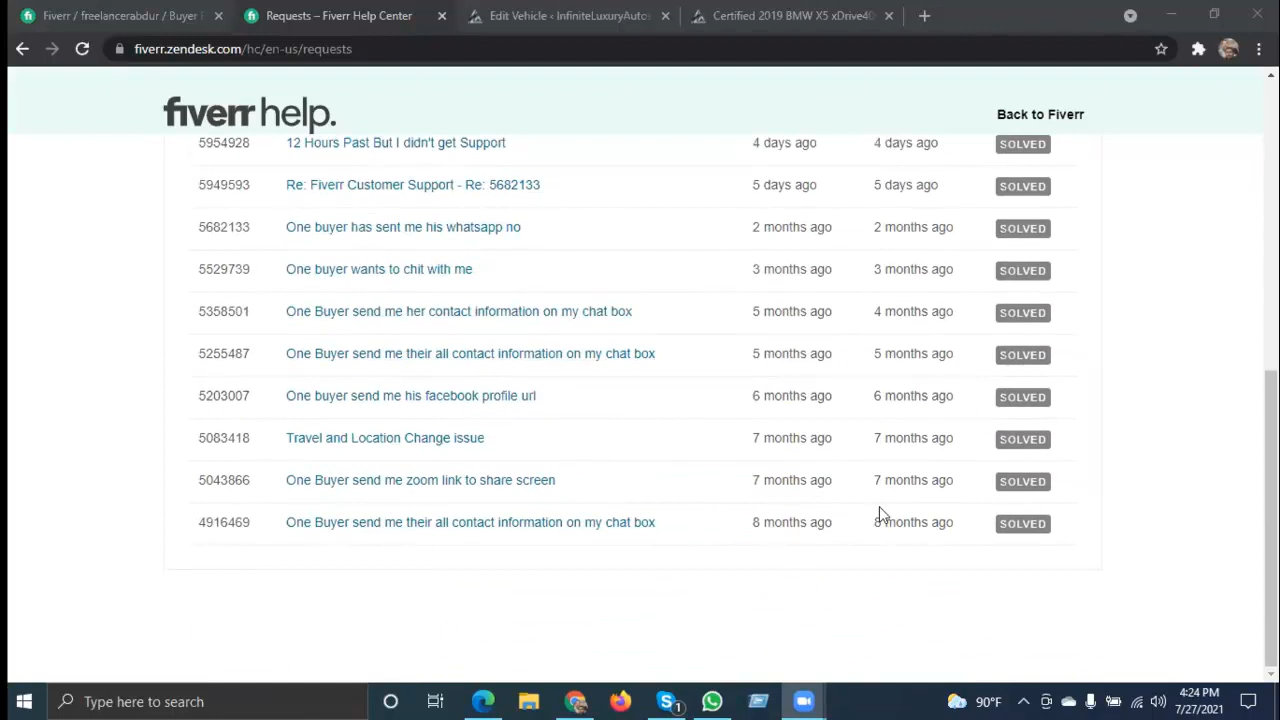 Fiverr / freelancerabdur / Buyer
Requests – Fiverr Help Center
Edit Vehicle ‹ InfiniteLuxuryAutos
Certified 2019 BMW X5 xDrive40
fiverr.zendesk.com/hc/en-us/requests
fiverr help.
Back to Fiverr
5954928 12 Hours Past But I didn't get Support 4 days ago 4 days ago SOLVED
5949593 Re: Fiverr Customer Support - Re: 5682133 5 days ago 5 days ago SOLVED
5682133 One buyer has sent me his whatsapp no 2 months ago 2 months ago SOLVED
5529739 One buyer wants to chit with me 3 months ago 3 months ago SOLVED
5358501 One Buyer send me her contact information on my chat box 5 months ago 4 months ago SOLVED
5255487 One Buyer send me their all contact information on my chat box 5 months ago 5 months ago SOLVED
5203007 One buyer send me his facebook profile url 6 months ago 6 months ago SOLVED
5083418 Travel and Location Change issue 7 months ago 7 months ago SOLVED
5043866 One Buyer send me zoom link to share screen 7 months ago 7 months ago SOLVED
4916469 One Buyer send me their all contact information on my chat box 8 months ago 8 months ago SOLVED
Type here to search
1
90°F
4:24 PM
7/27/2021